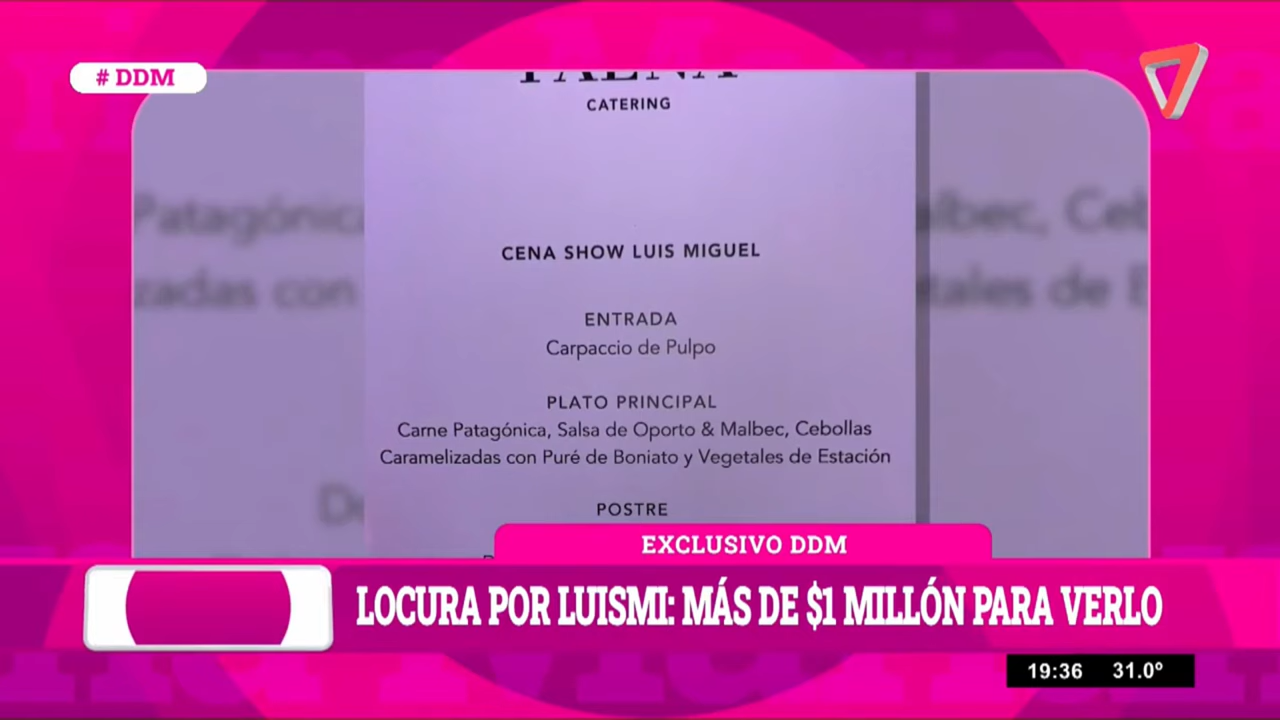 # DDM
CATERING
CENA SHOW LUIS MIGUEL
ENTRADA
Carpaccio de Pulpo
PLATO PRINCIPAL
Carne Patagónica, Salsa de Oporto & Malbec, Cebollas
Caramelizadas con Puré de Boniato y Vegetales de Estación
POSTRE
EXCLUSIVO DDM
LOCURA POR LUISMI: MÁS DE $1 MILLÓN PARA VERLO
19:36 31.0°